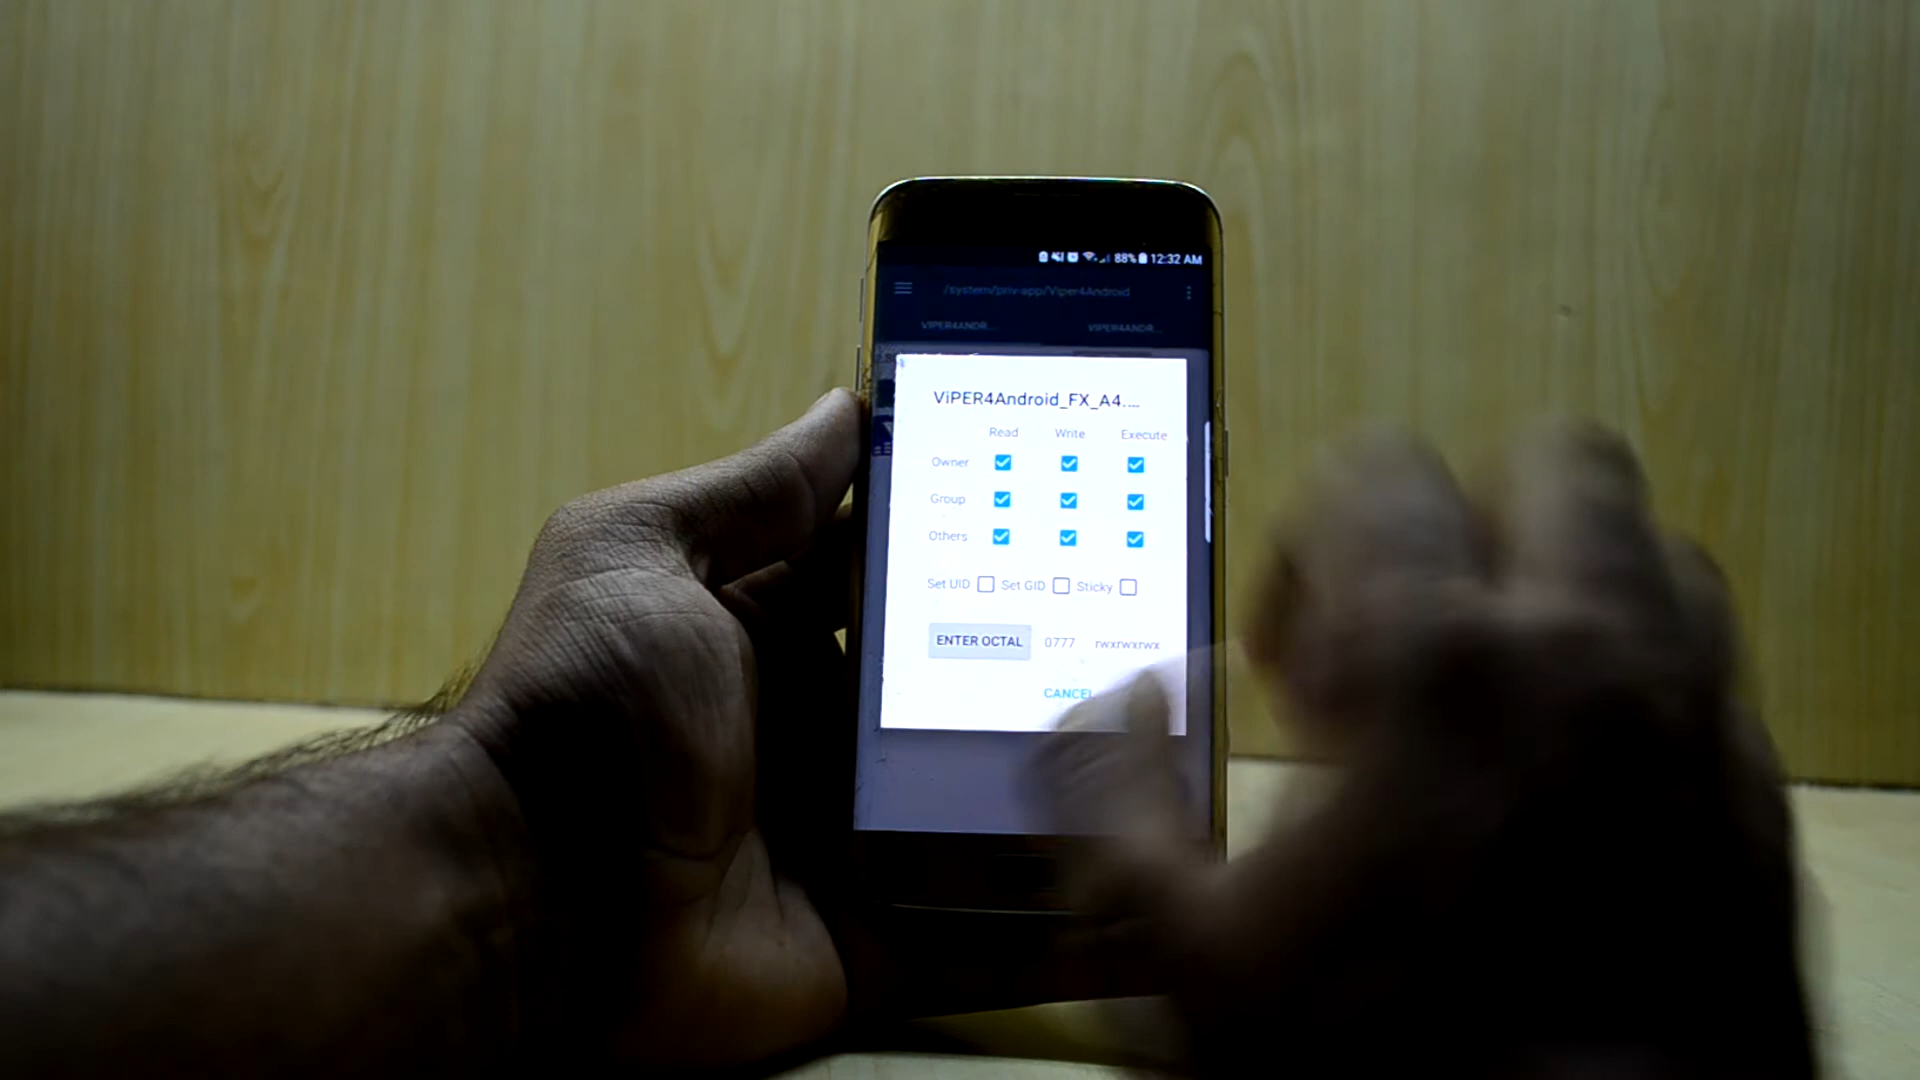 88% 12:32 AM
/system/priv-app/Viper4Android
VIPER4ANDR... VIPER4ANDR...
ViPER4Android_FX_A4....
Read Write Execute
Owner
Group
Others
Set UID Set GID Sticky
ENTER OCTAL 0777 rwxrwxrwx
CANCEL